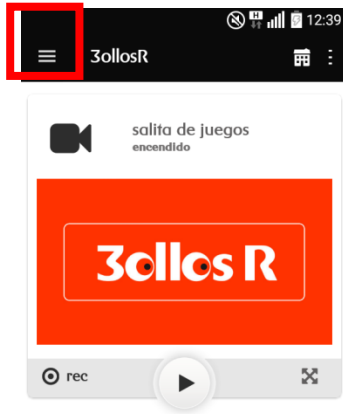 H 12:39
3ollosR
salita de juegos
encendido
3ollos R
rec